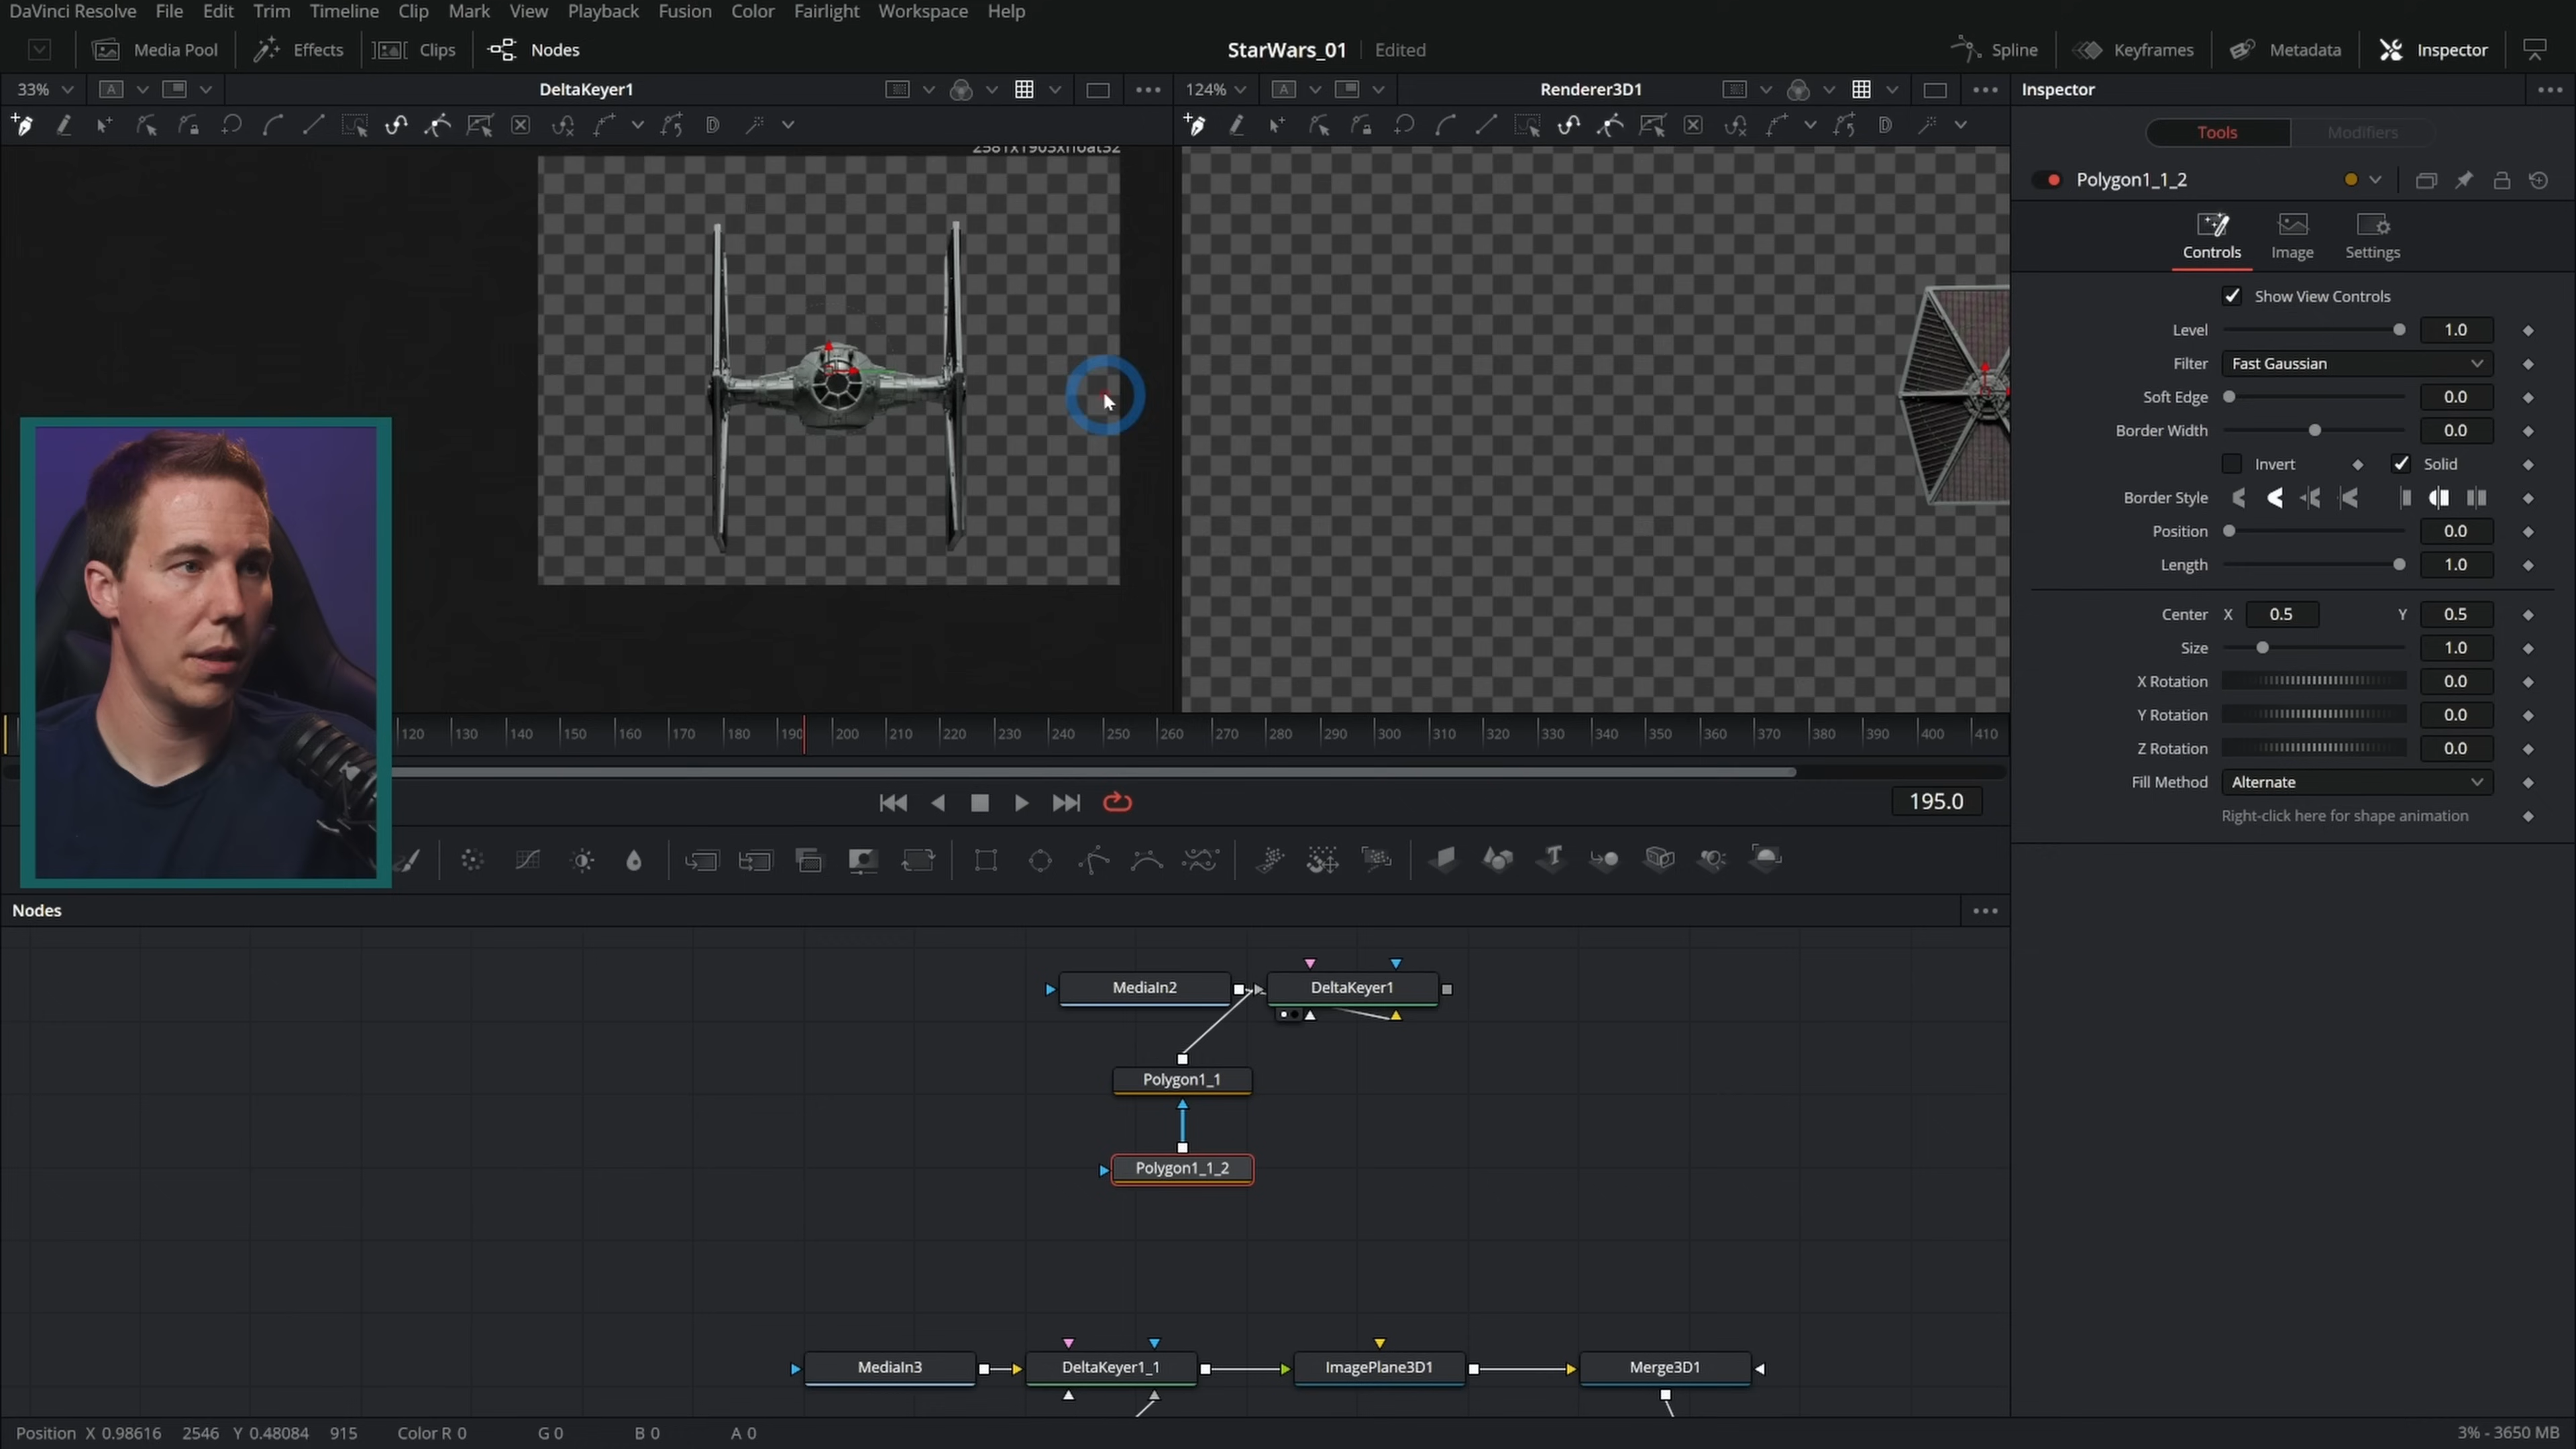 DaVinci Resolve File Edit Trim Timeline Clip Mark View Playback Fusion Color Fairlight Workspace Help
Media Pool Effects Clips Nodes StarWars_01 Edited Spline Keyframes Metadata Inspector
33% A DeltaKeyer1 124% A Renderer3D1 Inspector
D D
Tools Modifiers
2581x1903xfloat32
Polygon1_1_2
Controls Image Settings
Show View Controls
Level 1.0
Filter Fast Gaussian
Soft Edge 0.0
Border Width 0.0
Invert Solid
Border Style
Position 0.0
Length 1.0
Center X 0.5 Y 0.5
Size 1.0
X Rotation 0.0
Y Rotation 0.0
Z Rotation 0.0
Fill Method Alternate
Right-click here for shape animation
120 130 140 150 160 170 180 190 200 210 220 230 240 250 260 270 280 290 300 310 320 330 340 350 360 370 380 390 400 410
195.0
T
Nodes
MediaIn2 DeltaKeyer1
Polygon1_1
Polygon1_1_2
MediaIn3 DeltaKeyer1_1 ImagePlane3D1 Merge3D1
Position X 0.98616 2546 Y 0.48084 915 Color R 0 G 0 B 0 A 0 3% - 3650 MB